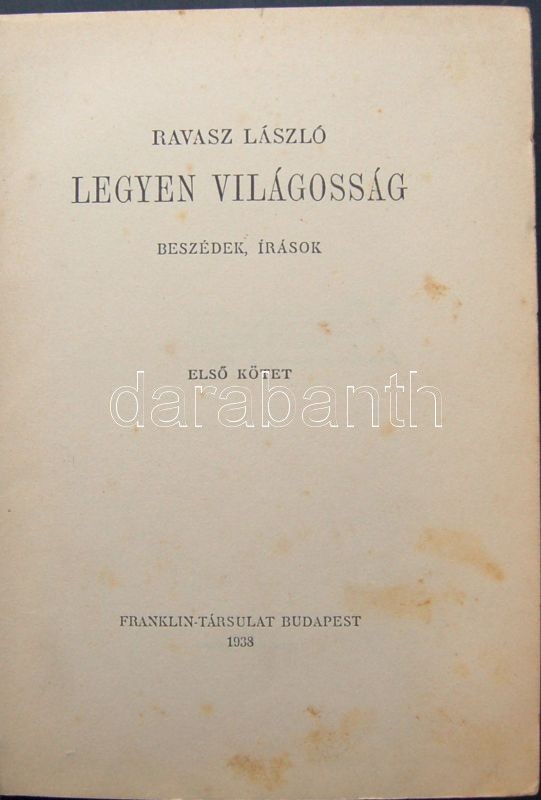 RAVASZ LÁSZLÓ
LEGYEN VILÁGOSSÁG
BESZÉDEK, ÍRÁSOK
ELSŐ KÖTET
darabanth
FRANKLIN-TÁRSULAT BUDAPEST
1938